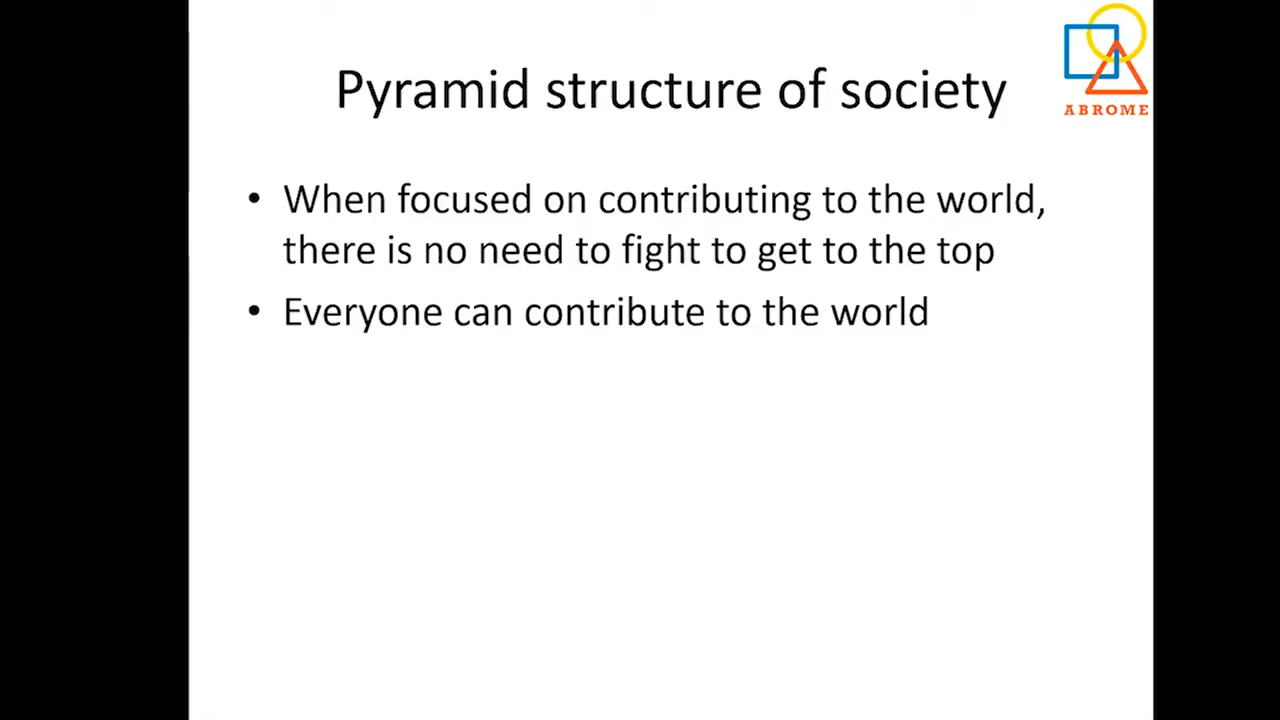 Pyramid structure of society
ABROME
• When focused on contributing to the world,
there is no need to fight to get to the top
• Everyone can contribute to the world